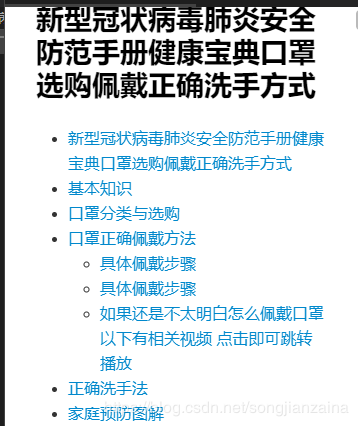 新型冠状病毒肺炎安全
防范手册健康宝典口罩
选购佩戴正确洗手方式
新型冠状病毒肺炎安全防范手册健康
宝典口罩选购佩戴正确洗手方式
基本知识
口罩分类与选购
口罩正确佩戴方法
具体佩戴步骤
具体佩戴步骤
如果还是不太明白怎么佩戴口罩
以下有相关视频 点击即可跳转
播放
正确洗手法
家庭预防图解
https://blog.csdn.net/songjianzaina